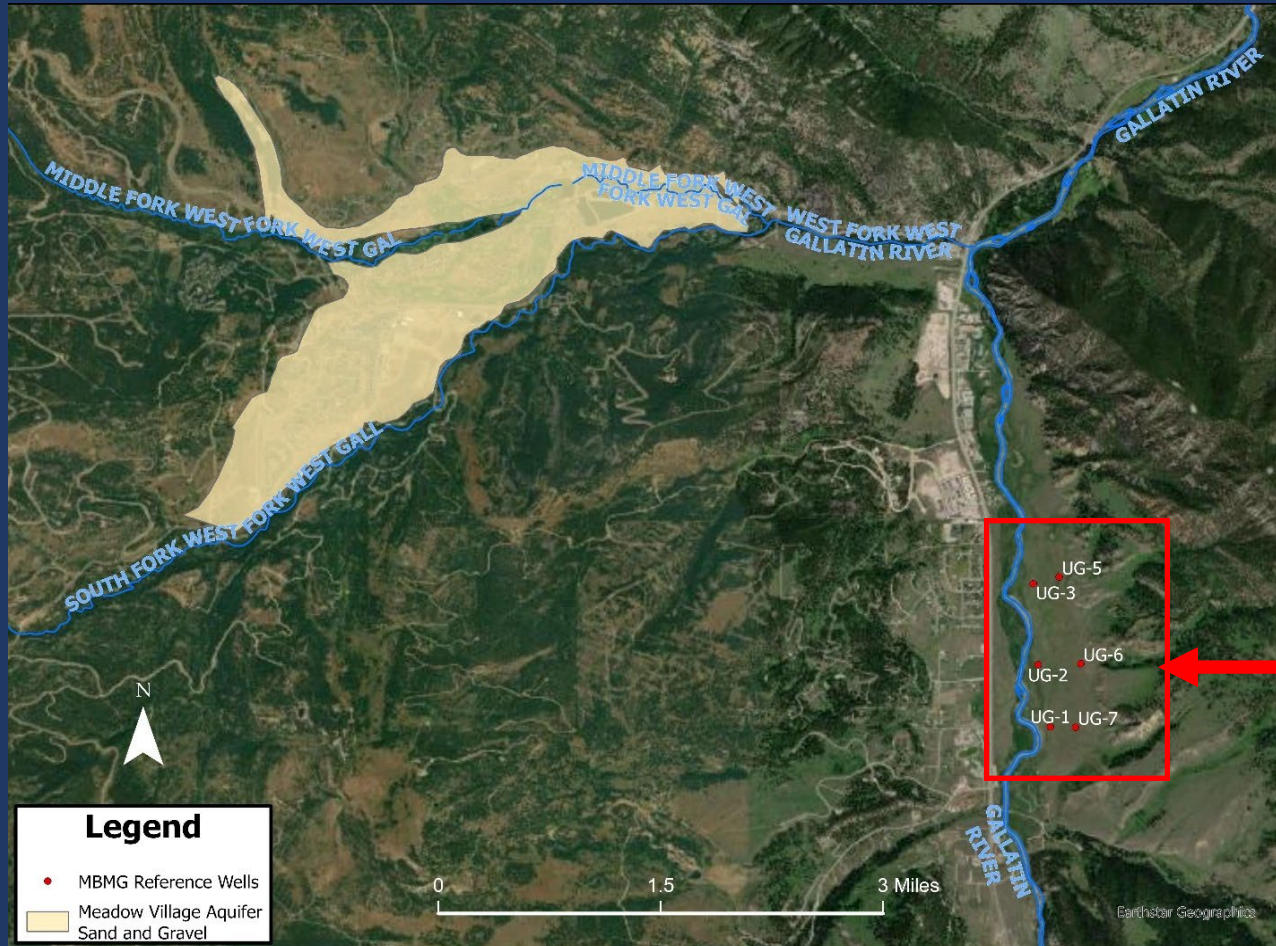 GALLATIN RIVER
MIDDLE FORK WEST FORK WEST GAL
MIDDLE FORK WEST
FORK WEST GAL
WEST FORK WEST
GALLATIN RIVER
SOUTH FORK WEST FORK WEST GALL
UG-5
UG-3
UG-6
UG-2
UG-1
UG-7
N
GALLATIN
RIVER
Legend
MBMG Reference Wells
Meadow Village Aquifer
Sand and Gravel
0
1.5
3 Miles
Earthstar Geographics